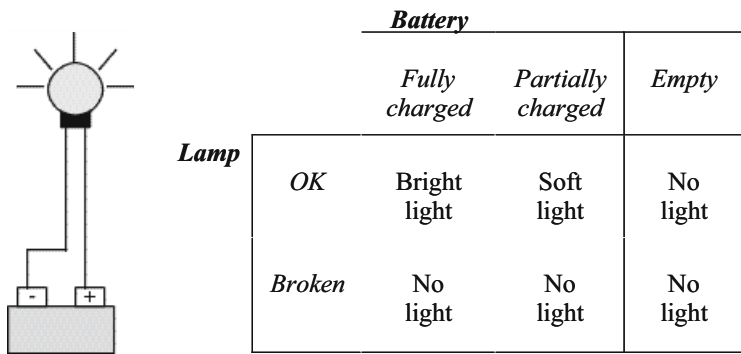 Battery
Fully Partially Empty
charged charged
Lamp
OK Bright Soft No
light light light
Broken No No No
light light light
- +